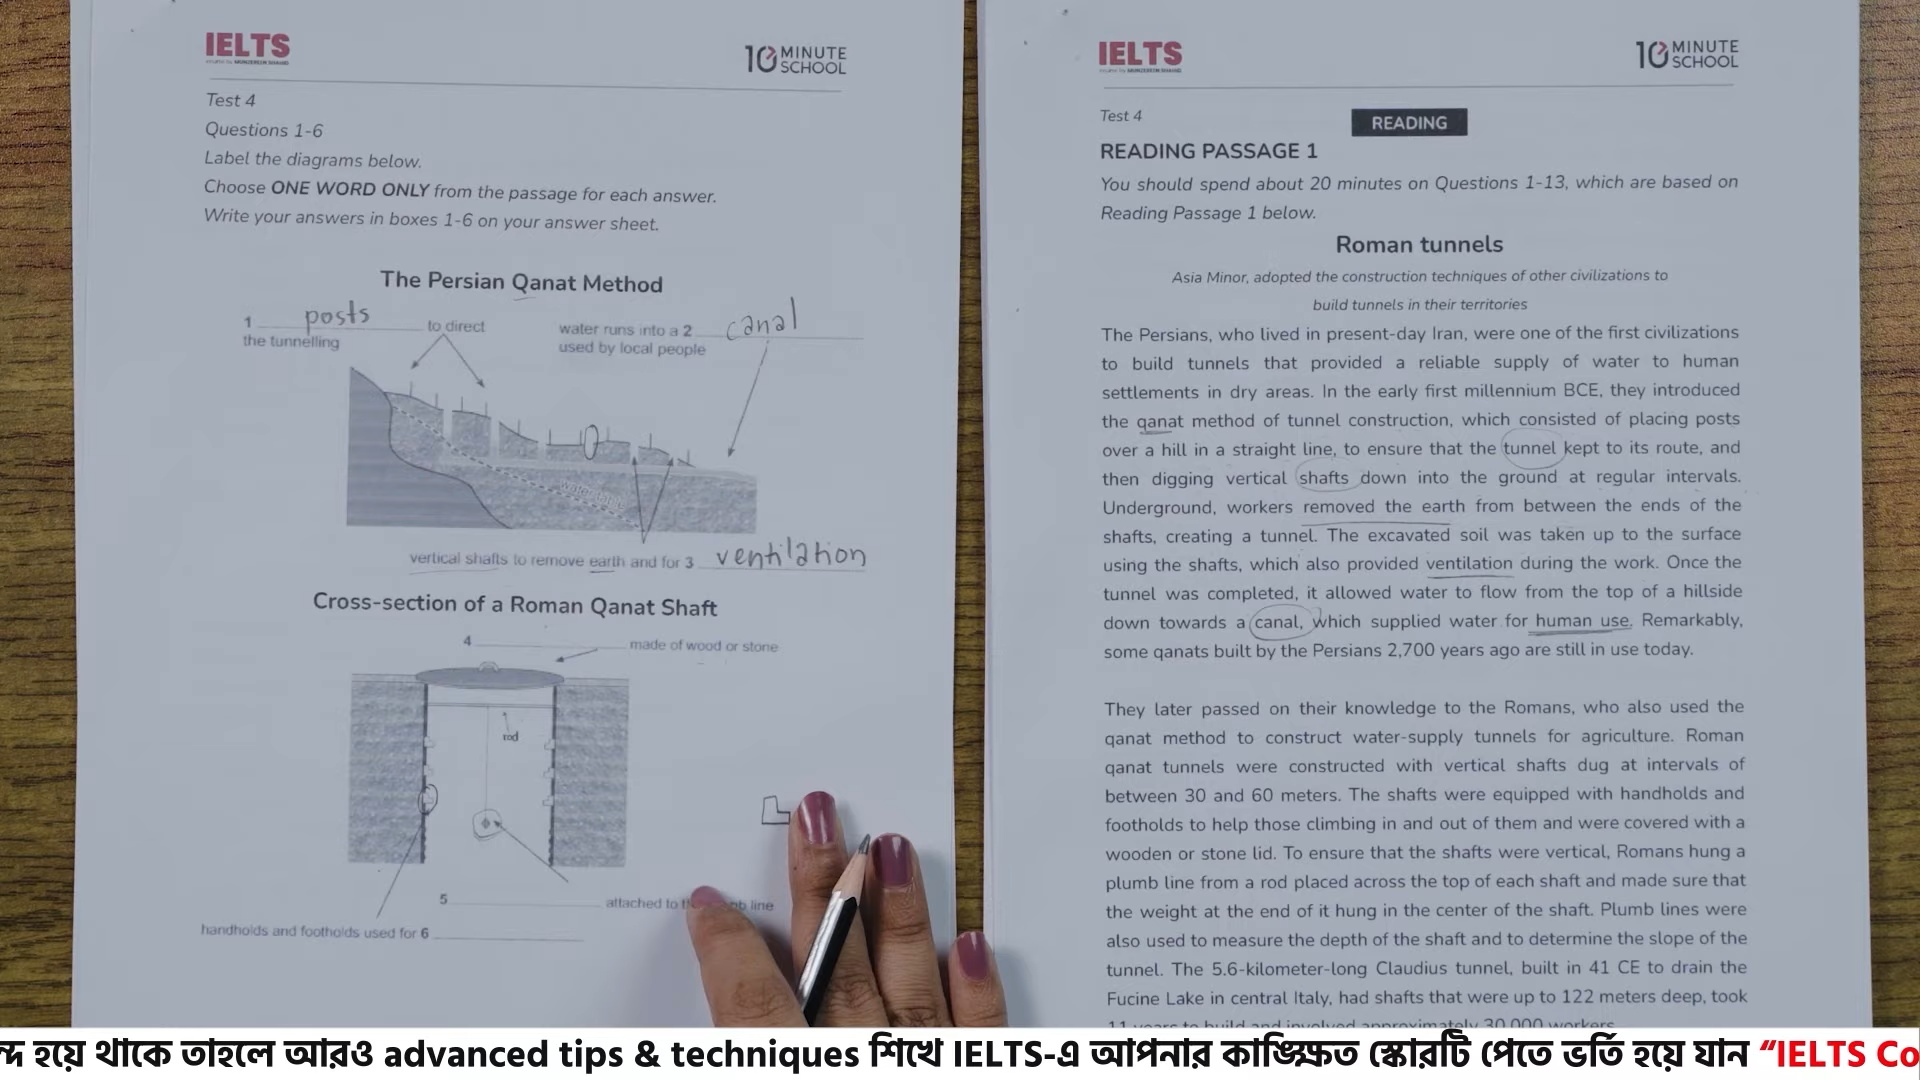 IELTS
10 MINUTE SCHOOL
Test 4
Questions 1-6
Label the diagrams below.
Choose ONE WORD ONLY from the passage for each answer.
Write your answers in boxes 1-6 on your answer sheet.
The Persian Qanat Method
1 posts to direct
the tunnelling
water runs into a 2 canal
used by local people
vertical shafts to remove earth and for 3 ventilation
Cross-section of a Roman Qanat Shaft
4 made of wood or stone
rod
5 attached to line
handholds and footholds used for 6
IELTS
10 MINUTE SCHOOL
Test 4
READING
READING PASSAGE 1
You should spend about 20 minutes on Questions 1-13, which are based on
Reading Passage 1 below.
Roman tunnels
Asia Minor, adopted the construction techniques of other civilizations to
build tunnels in their territories
The Persians, who lived in present-day Iran, were one of the first civilizations
to build tunnels that provided a reliable supply of water to human
settlements in dry areas. In the early first millennium BCE, they introduced
the qanat method of tunnel construction, which consisted of placing posts
over a hill in a straight line, to ensure that the tunnel kept to its route, and
then digging vertical shafts down into the ground at regular intervals.
Underground, workers removed the earth from between the ends of the
shafts, creating a tunnel. The excavated soil was taken up to the surface
using the shafts, which also provided ventilation during the work. Once the
tunnel was completed, it allowed water to flow from the top of a hillside
down towards a canal, which supplied water for human use. Remarkably,
some qanats built by the Persians 2,700 years ago are still in use today.
They later passed on their knowledge to the Romans, who also used the
qanat method to construct water-supply tunnels for agriculture. Roman
qanat tunnels were constructed with vertical shafts dug at intervals of
between 30 and 60 meters. The shafts were equipped with handholds and
footholds to help those climbing in and out of them and were covered with a
wooden or stone lid. To ensure that the shafts were vertical, Romans hung a
plumb line from a rod placed across the top of each shaft and made sure that
the weight at the end of it hung in the center of the shaft. Plumb lines were
also used to measure the depth of the shaft and to determine the slope of the
tunnel. The 5.6-kilometer-long Claudius tunnel, built in 41 CE to drain the
Fucine Lake in central Italy, had shafts that were up to 122 meters deep, took
11 years to build and involved approximately 30,000 workers.
ন্দ হয়ে থাকে তাহলে আরও advanced tips & techniques শিখে IELTS-এ আপনার কাঙ্ক্ষিত স্কোরটি পেতে ভর্তি হয়ে যান “IELTS Co